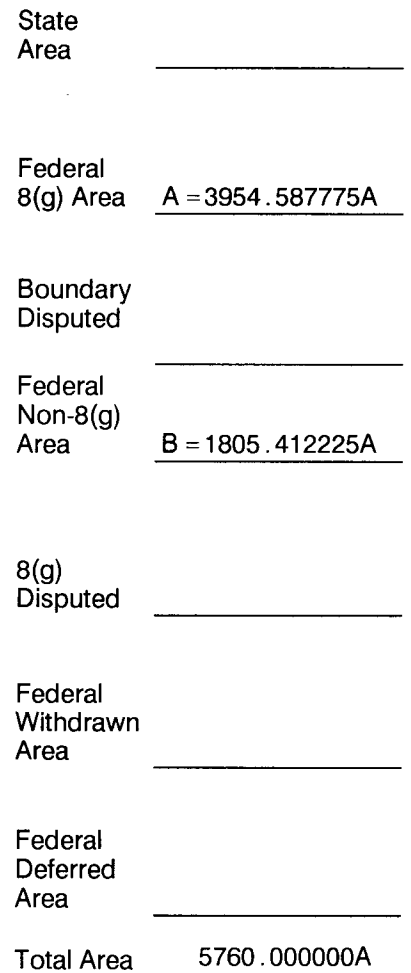 State
Area
Federal
8(g) Area A = 3954.587775A
Boundary
Disputed
Federal
Non-8(g)
Area B = 1805.412225A
8(g)
Disputed
Federal
Withdrawn
Area
Federal
Deferred
Area
Total Area 5760.000000A